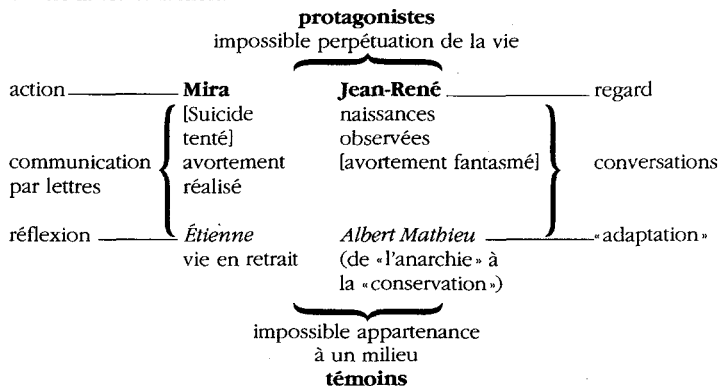 protagonistes
impossible perpétuation de la vie
action Mira Jean-René regard
[Suicide naissances
tenté] observées
communication avortement [avortement fantasmé] conversations
par lettres réalisé
réflexion Étienne Albert Mathieu «adaptation»
vie en retrait (de «l'anarchie» à
la «conservation»)
impossible appartenance
à un milieu
témoins